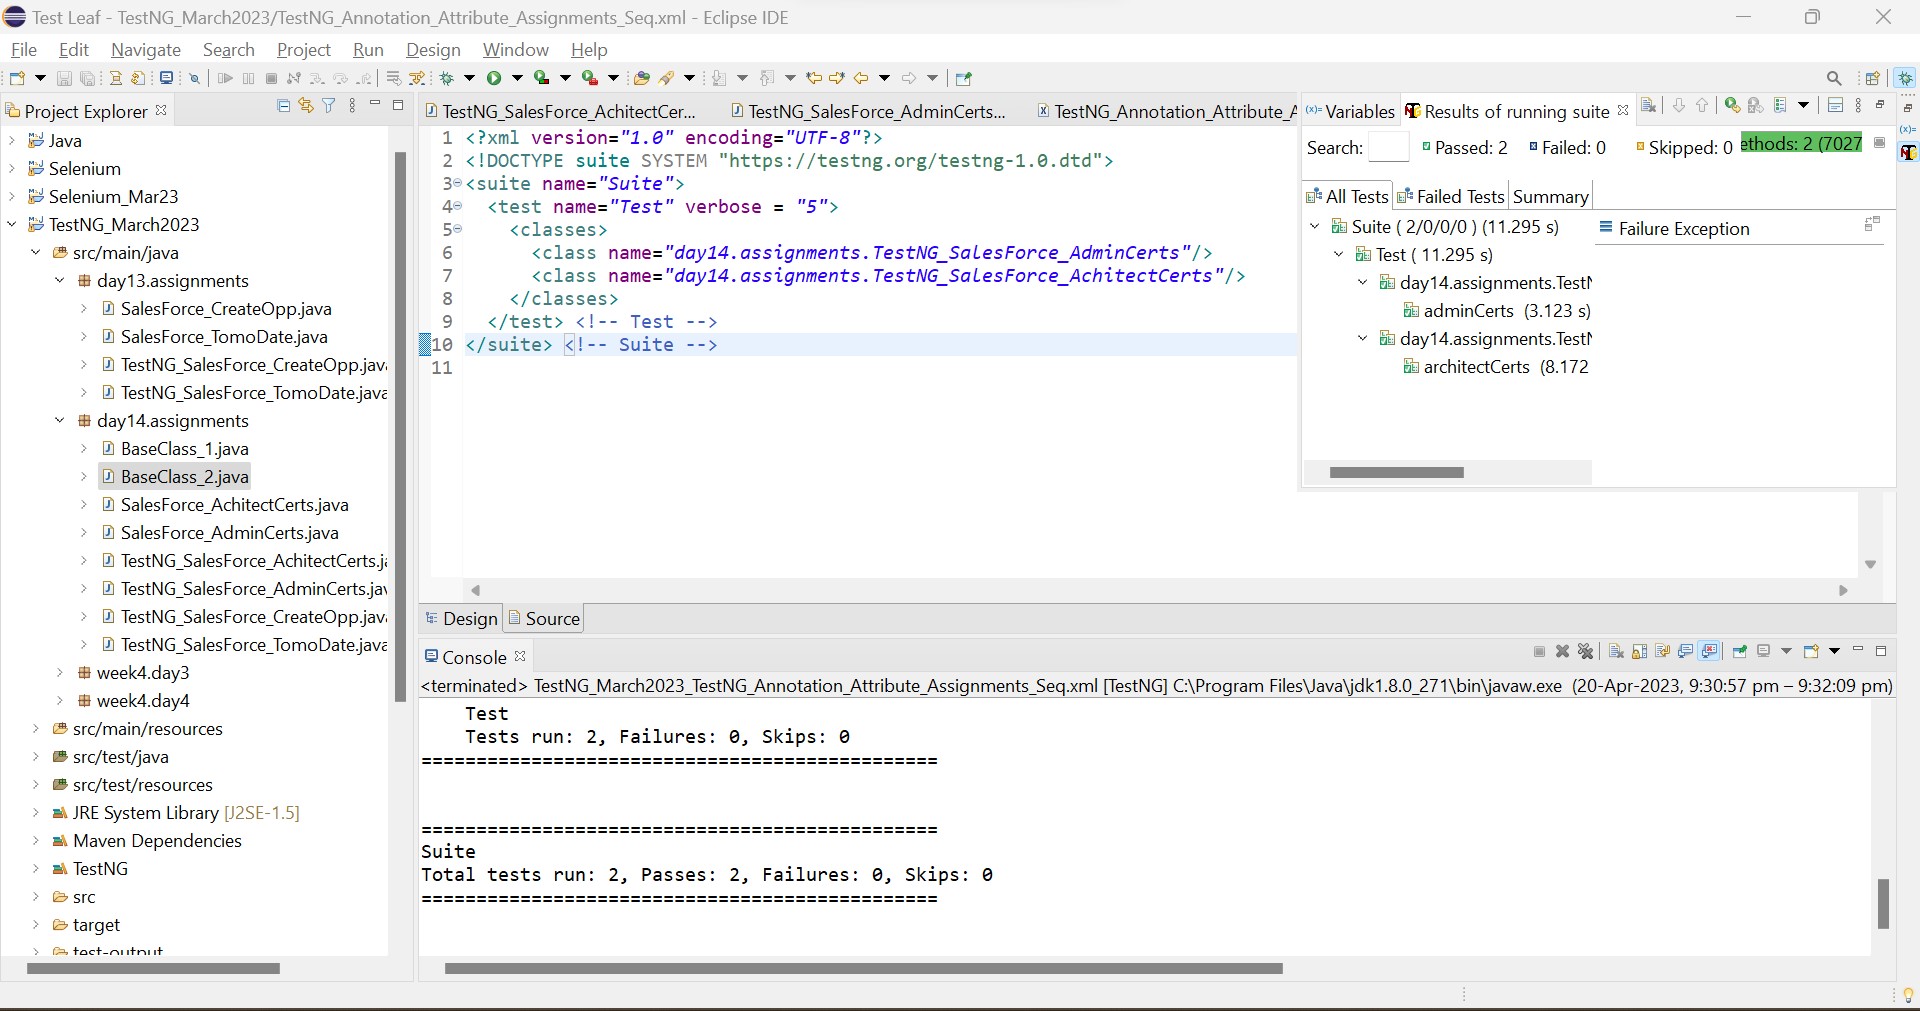 Test Leaf - TestNG_March2023/TestNG_Annotation_Attribute_Assignments_Seq.xml - Eclipse IDE
File Edit Navigate Search Project Run Design Window Help
Project Explorer
Java
Selenium
Selenium_Mar23
TestNG_March2023
src/main/java
day13.assignments
SalesForce_CreateOpp.java
SalesForce_TomoDate.java
TestNG_SalesForce_CreateOpp.jav
TestNG_SalesForce_TomoDate.java
day14.assignments
BaseClass_1.java
BaseClass_2.java
SalesForce_AchitectCerts.java
SalesForce_AdminCerts.java
TestNG_SalesForce_AchitectCerts.j
TestNG_SalesForce_AdminCerts.jav
TestNG_SalesForce_CreateOpp.jav
TestNG_SalesForce_TomoDate.java
week4.day3
week4.day4
src/main/resources
src/test/java
src/test/resources
JRE System Library [J2SE-1.5]
Maven Dependencies
TestNG
src
target
test-output
TestNG_SalesForce_AchitectCer... TestNG_SalesForce_AdminCerts... TestNG_Annotation_Attribute_A
1 <?xml version="1.0" encoding="UTF-8"?>
2 <!DOCTYPE suite SYSTEM "https://testng.org/testng-1.0.dtd">
3 <suite name="Suite">
4 <test name="Test" verbose = "5">
5 <classes>
6 <class name="day14.assignments.TestNG_SalesForce_AdminCerts"/>
7 <class name="day14.assignments.TestNG_SalesForce_AchitectCerts"/>
8 </classes>
9 </test> <!-- Test -->
10 </suite> <!-- Suite -->
11
Design Source
(x)= Variables Results of running suite
Search: Passed: 2 Failed: 0 Skipped: 0 ethods: 2 (7027
All Tests Failed Tests Summary
Suite ( 2/0/0/0 ) (11.295 s)
Test ( 11.295 s)
day14.assignments.TestN
adminCerts (3.123 s)
day14.assignments.TestN
architectCerts (8.172
Failure Exception
(x)=
Console
<terminated> TestNG_March2023_TestNG_Annotation_Attribute_Assignments_Seq.xml [TestNG] C:\Program Files\Java\jdk1.8.0_271\bin\javaw.exe (20-Apr-2023, 9:30:57 pm – 9:32:09 pm)
Test
Tests run: 2, Failures: 0, Skips: 0
===============================================
===============================================
Suite
Total tests run: 2, Passes: 2, Failures: 0, Skips: 0
===============================================